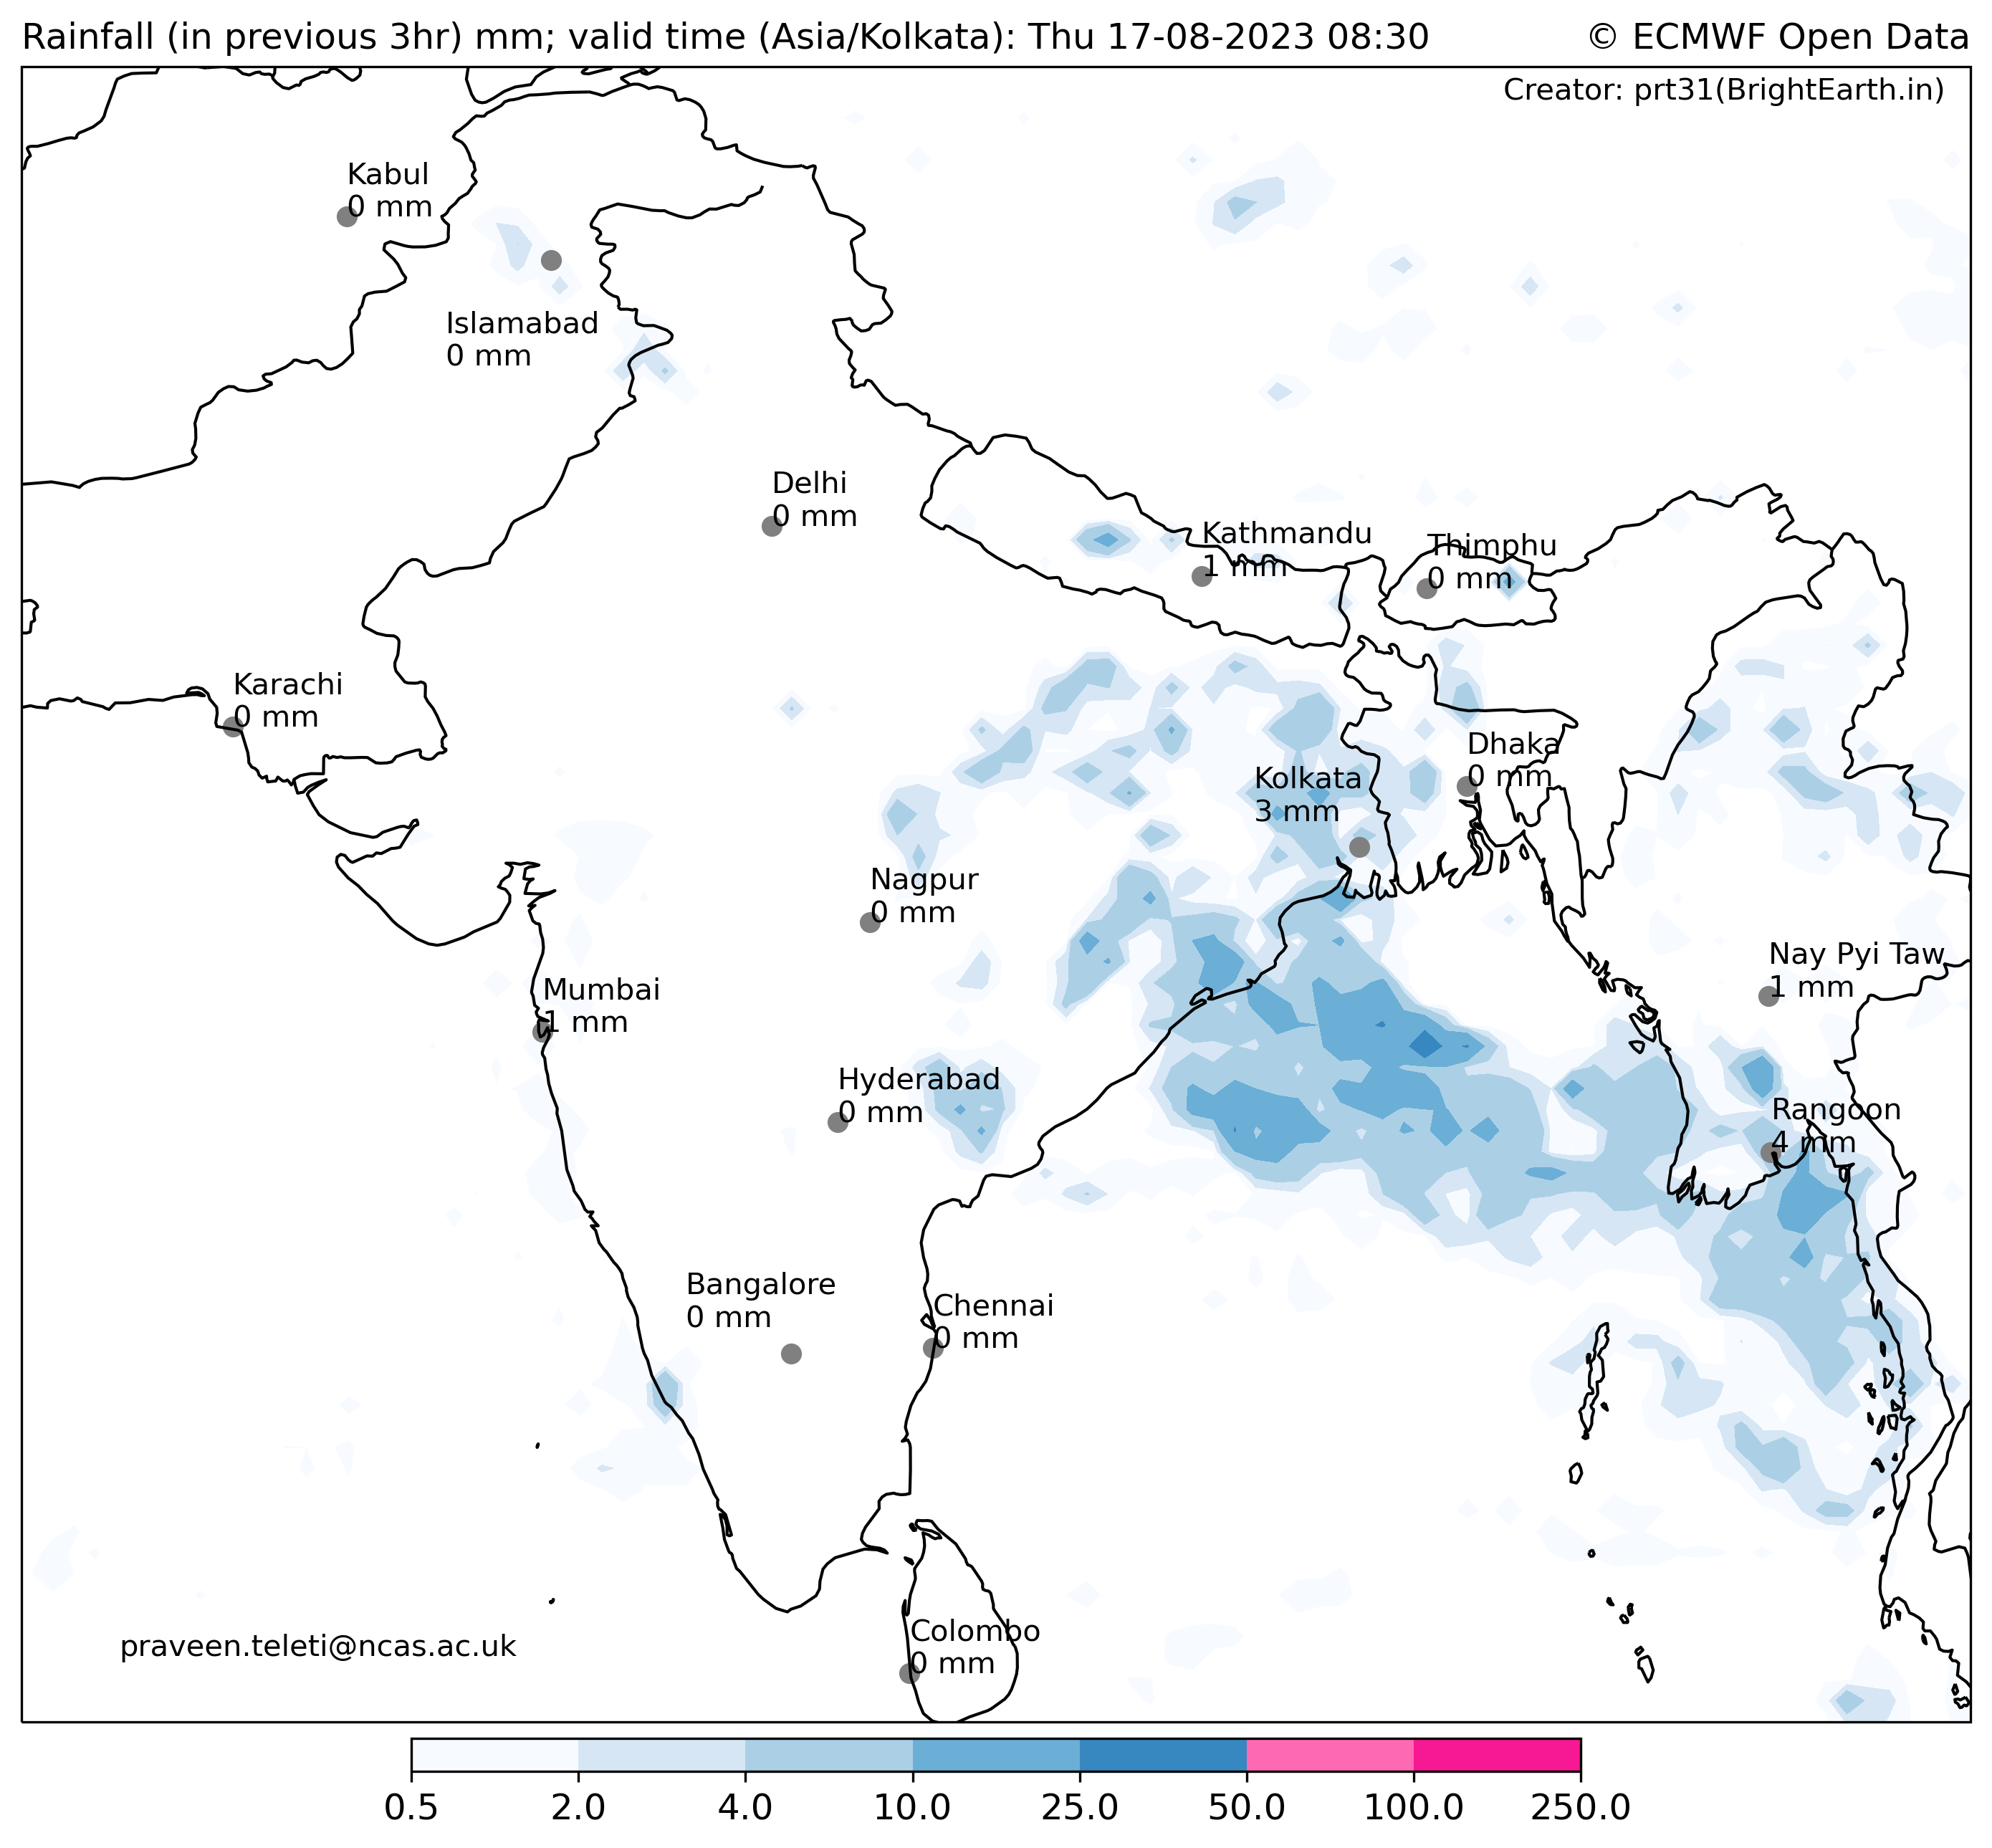 Rainfall (in previous 3hr) mm; valid time (Asia/Kolkata): Thu 17-08-2023 08:30
© ECMWF Open Data
Creator: prt31(BrightEarth.in)
Kabul
0 mm
Islamabad
0 mm
Delhi
0 mm
Kathmandu
1 mm
Thimphu
0 mm
Karachi
0 mm
Dhaka
0 mm
Kolkata
3 mm
Nagpur
0 mm
Nay Pyi Taw
1 mm
Mumbai
1 mm
Hyderabad
0 mm
Rangoon
4 mm
Bangalore
0 mm
Chennai
0 mm
Colombo
0 mm
praveen.teleti@ncas.ac.uk
0.5 2.0 4.0 10.0 25.0 50.0 100.0 250.0